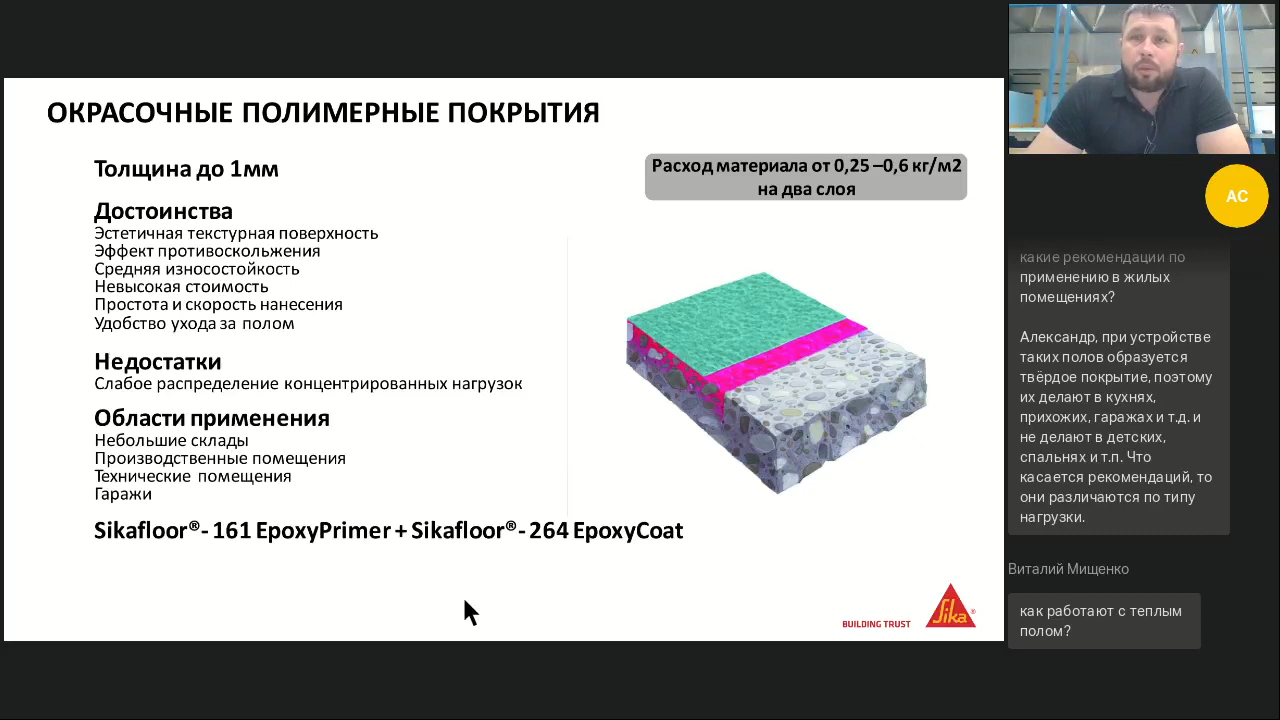 ОКРАСОЧНЫЕ ПОЛИМЕРНЫЕ ПОКРЫТИЯ
Толщина до 1мм
Расход материала от 0,25 –0,6 кг/м2
на два слоя
Достоинства
Эстетичная текстурная поверхность
Эффект противоскольжения
Средняя износостойкость
Невысокая стоимость
Простота и скорость нанесения
Удобство ухода за полом
Недостатки
Слабое распределение концентрированных нагрузок
Области применения
Небольшие склады
Производственные помещения
Технические помещения
Гаражи
Sikafloor®- 161 EpoxyPrimer + Sikafloor®- 264 EpoxyCoat
BUILDING TRUST
Sika®
АС
какие рекомендации по
применению в жилых
помещениях?
Александр, при устройстве
таких полов образуется
твёрдое покрытие, поэтому
их делают в кухнях,
прихожих, гаражах и т.д. и
не делают в детских,
спальнях и т.п. Что
касается рекомендаций, то
они различаются по типу
нагрузки.
Виталий Мищенко
как работают с теплым
полом?